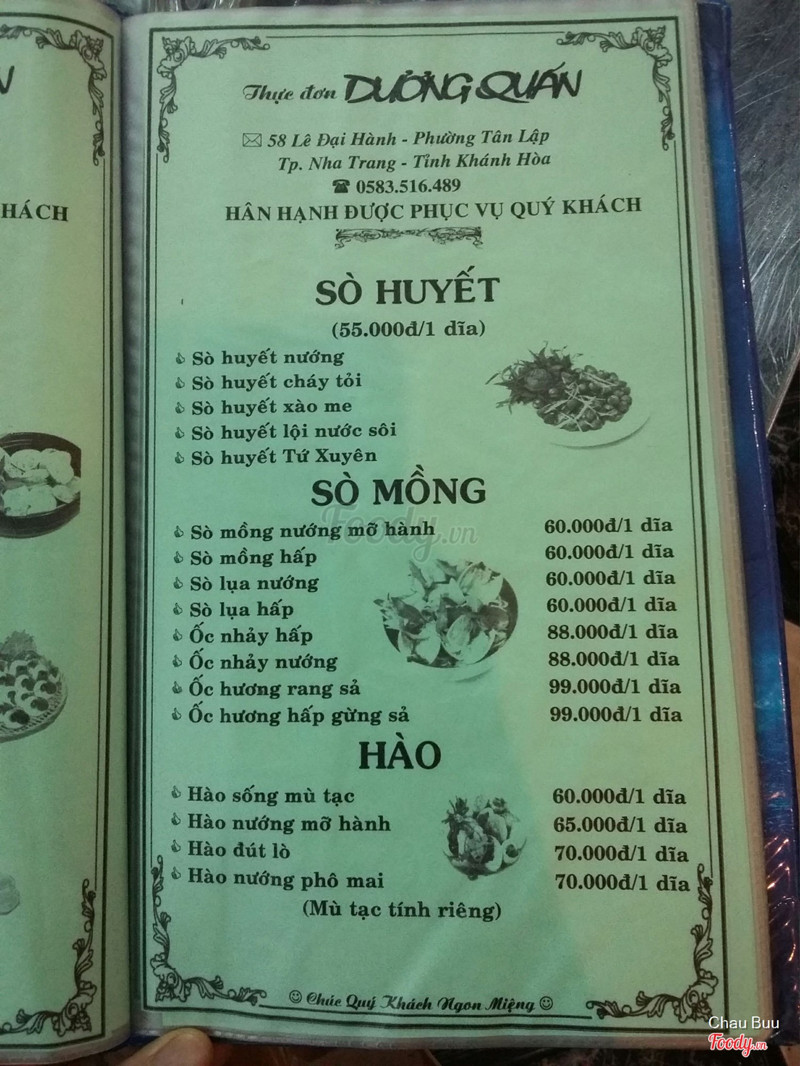 HÁCH
Thực đơn DƯỠNG QUÁN
58 Lê Đại Hành - Phường Tân Lập
Tp. Nha Trang - Tỉnh Khánh Hòa
0583.516.489
HÂN HẠNH ĐƯỢC PHỤC VỤ QUÝ KHÁCH
SÒ HUYẾT
(55.000đ/1 dĩa)
Sò huyết nướng
Sò huyết cháy tỏi
Sò huyết xào me
Sò huyết lội nước sôi
Sò huyết Tứ Xuyên
SÒ MỒNG
Sò mồng nướng mỡ hành 60.000đ/1 dĩa
Sò mồng hấp 60.000đ/1 dĩa
Sò lụa nướng 60.000đ/1 dĩa
Sò lụa hấp 60.000đ/1 dĩa
Ốc nhảy hấp 88.000đ/1 dĩa
Ốc nhảy nướng 88.000đ/1 dĩa
Ốc hương rang sả 99.000đ/1 dĩa
Ốc hương hấp gừng sả 99.000đ/1 dĩa
HÀO
Hào sống mù tạc 60.000đ/1 dĩa
Hào nướng mỡ hành 65.000đ/1 dĩa
Hào đút lò 70.000đ/1 dĩa
Hào nướng phô mai 70.000đ/1 dĩa
(Mù tạc tính riêng)
Chúc Quý Khách Ngon Miệng
Foody.vn
Chau Buu
Foody.vn